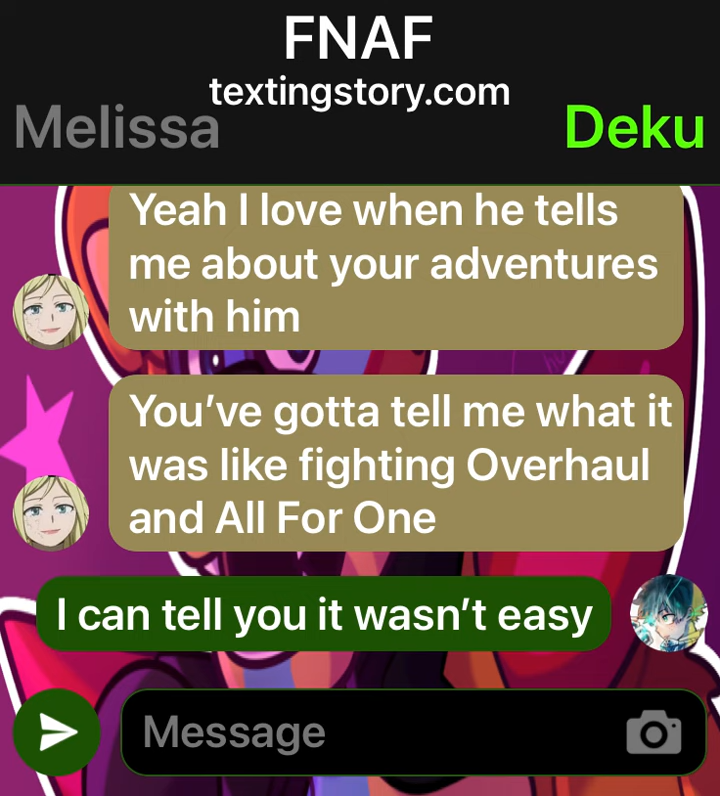 FNAF
textingstory.com
Melissa
Deku
Yeah I love when he tells
me about your adventures
with him
You’ve gotta tell me what it
was like fighting Overhaul
and All For One
I can tell you it wasn’t easy
Message